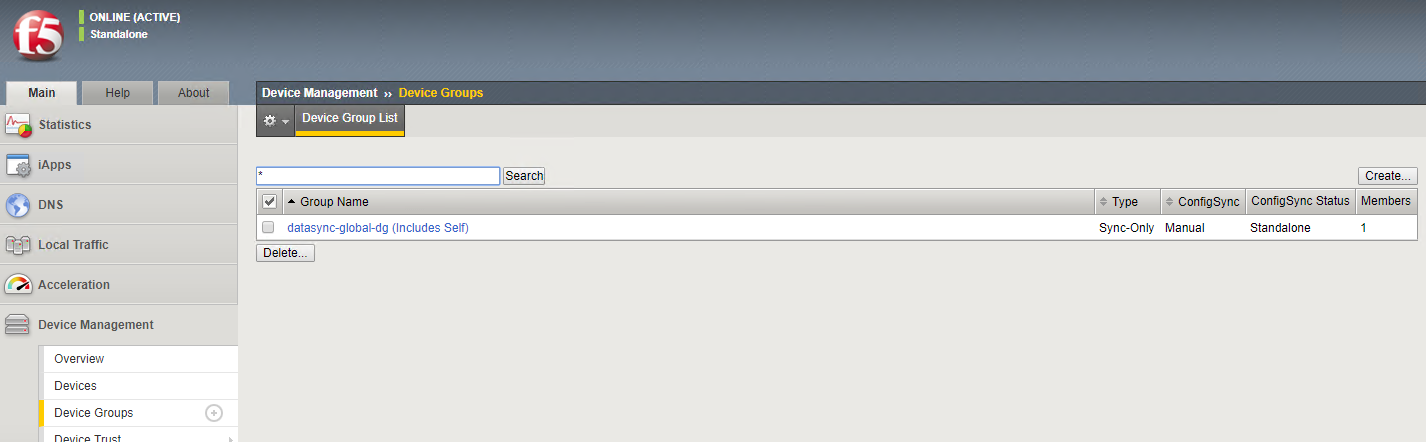 f5
ONLINE (ACTIVE)
Standalone
Main Help About
Device Management ›› Device Groups
Device Group List
Statistics
iApps
DNS
Local Traffic
Acceleration
Device Management
Overview
Devices
Device Groups
Device Trust
* Search Create...
Group Name Type ConfigSync ConfigSync Status Members
datasync-global-dg (Includes Self) Sync-Only Manual Standalone 1
Delete...